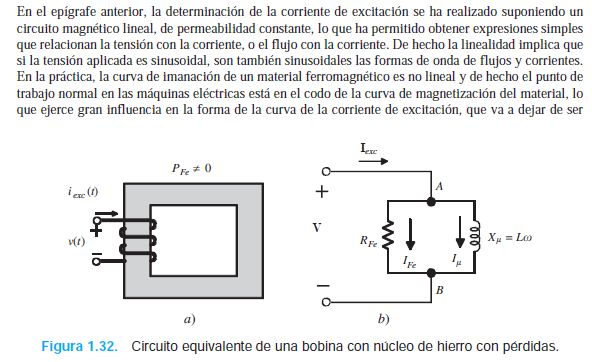 En el epígrafe anterior, la determinación de la corriente de excitación se ha realizado suponiendo un
circuito magnético lineal, de permeabilidad constante, lo que ha permitido obtener expresiones simples
que relacionan la tensión con la corriente, o el flujo con la corriente. De hecho la linealidad implica que
si la tensión aplicada es sinusoidal, son también sinusoidales las formas de onda de flujos y corrientes.
En la práctica, la curva de imanación de un material ferromagnético es no lineal y de hecho el punto de
trabajo normal en las máquinas eléctricas está en el codo de la curva de magnetización del material, lo
que ejerce gran influencia en la forma de la curva de la corriente de excitación, que va a dejar de ser
P_Fe ≠ 0
i_exc (t)
+
v(t)
–
a)
I_exc
+
V
–
A
R_Fe
I_Fe
I_μ
X_μ = Lω
B
b)
Figura 1.32. Circuito equivalente de una bobina con núcleo de hierro con pérdidas.